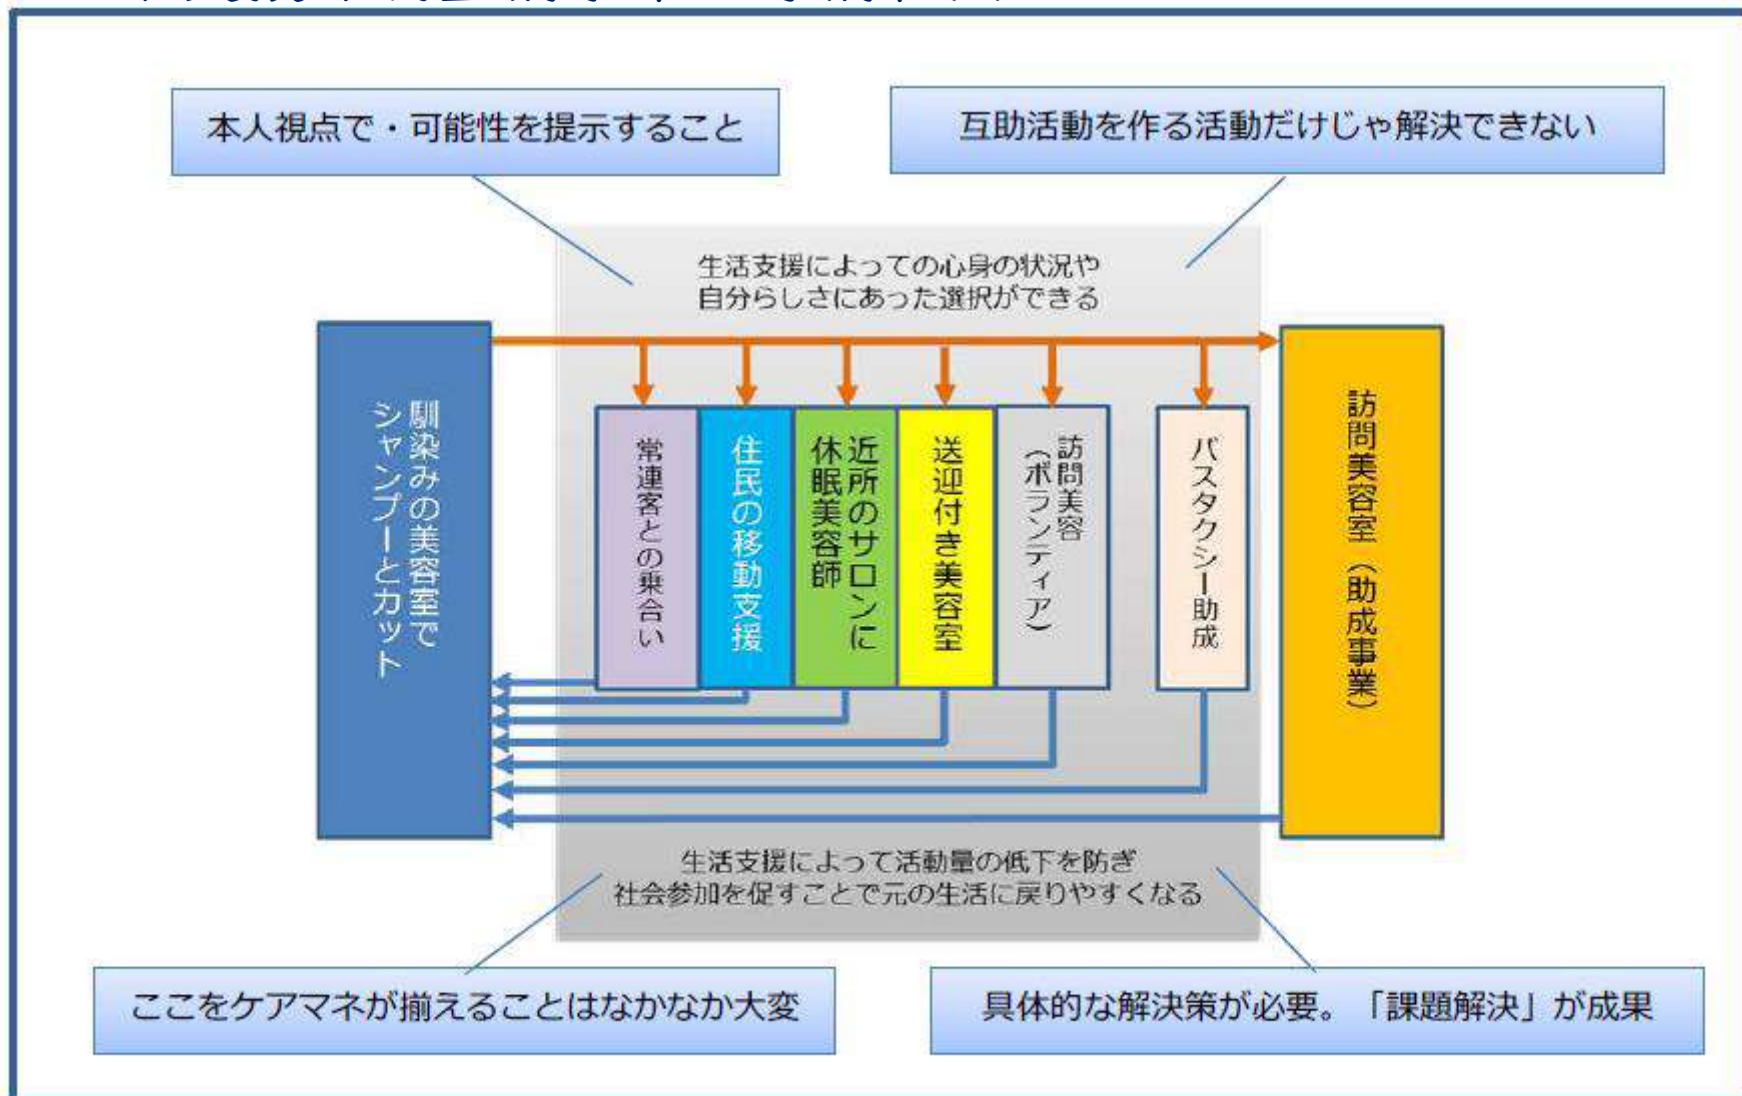 本人視点で・可能性を提示すること
互助活動を作る活動だけじゃ解決できない
生活支援によっての心身の状況や
自分らしさにあった選択ができる
馴染みの美容室で
シャンプーとカット
常連客との乗合い
住民の移動支援
近所のサロンに
休眠美容師
送迎付き美容室
訪問美容
（ボランティア）
バスタクシー助成
訪問美容室（助成事業）
生活支援によって活動量の低下を防ぎ
社会参加を促すことで元の生活に戻りやすくなる
ここをケアマネが揃えることはなかなか大変
具体的な解決策が必要。「課題解決」が成果